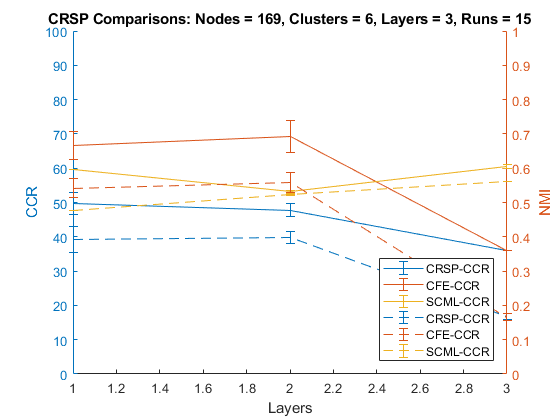 CRSP Comparisons: Nodes = 169, Clusters = 6, Layers = 3, Runs = 15
100
90
80
70
60
50
40
30
20
10
0
CCR
1
0.9
0.8
0.7
0.6
0.5
0.4
0.3
0.2
0.1
0
NMI
CRSP-CCR
CFE-CCR
SCML-CCR
CRSP-CCR
CFE-CCR
SCML-CCR
1 1.2 1.4 1.6 1.8 2 2.2 2.4 2.6 2.8 3
Layers